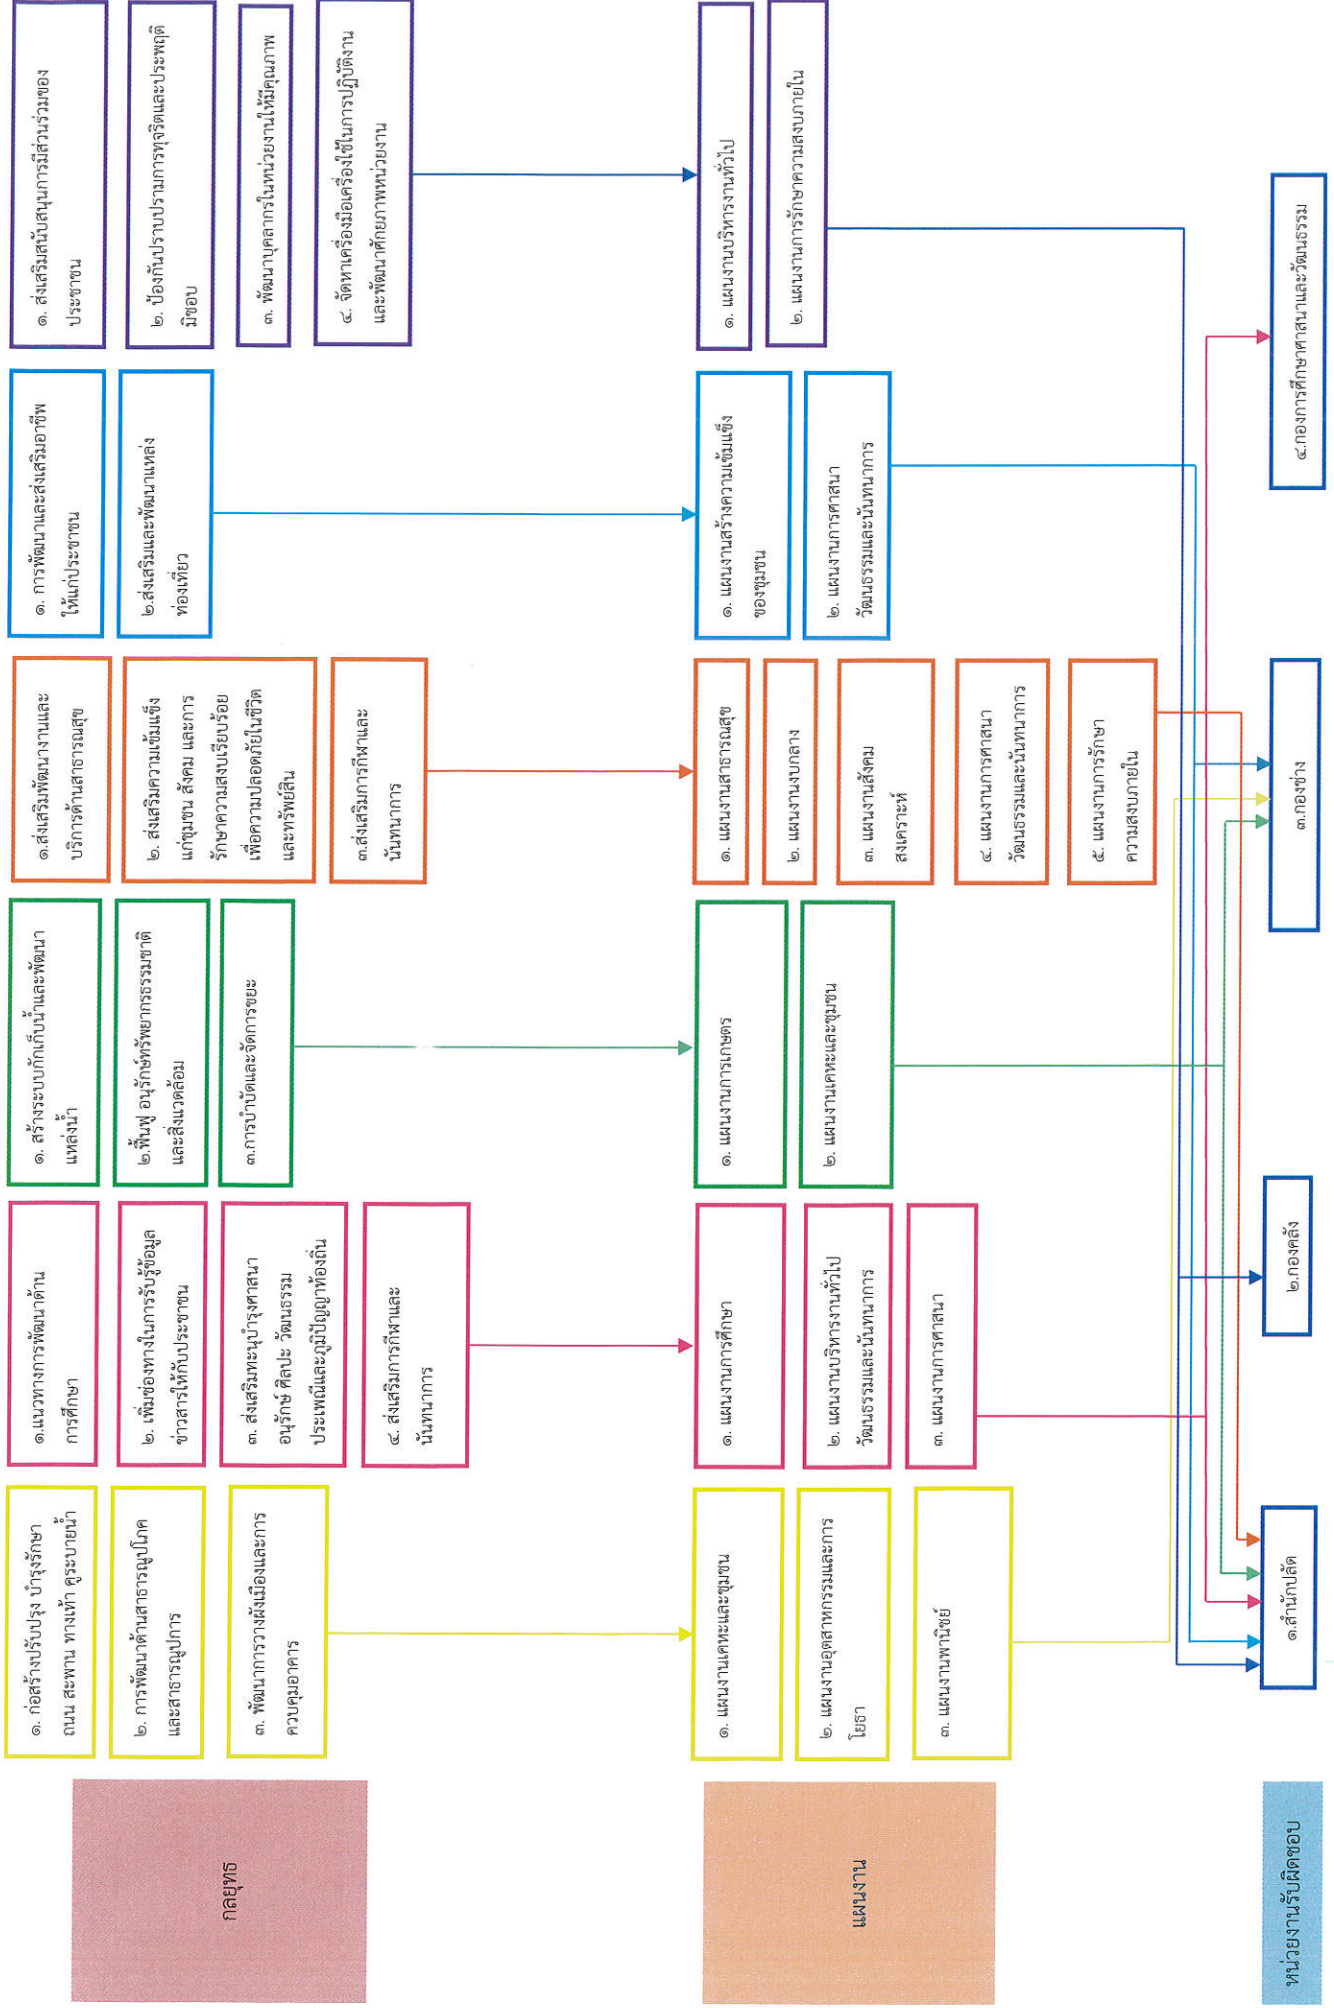 กลยุทธ
๑. ก่อสร้างปรับปรุง บำรุงรักษา
ถนน สะพาน ทางเท้า คูระบายน้ำ
๒. การพัฒนาด้านสาธารณูปโภค
และสาธารณูปการ
๓. พัฒนาการวางผังเมืองและการ
ควบคุมอาคาร
๑.แนวทางการพัฒนาด้าน
การศึกษา
๒. เพิ่มช่องทางในการรับรู้ข้อมูล
ข่าวสารให้กับประชาชน
๓. ส่งเสริมทะนุบำรุงศาสนา
อนุรักษ์ ศิลปะ วัฒนธรรม
ประเพณีและภูมิปัญญาท้องถิ่น
๔. ส่งเสริมการกีฬาและ
นันทนาการ
๑. สร้างระบบกักเก็บน้ำและพัฒนา
แหล่งน้ำ
๒.ฟื้นฟู อนุรักษ์ทรัพยากรธรรมชาติ
และสิ่งแวดล้อม
๓.การบำบัดและจัดการขยะ
๑.ส่งเสริมพัฒนางานและ
บริการด้านสาธารณสุข
๒. ส่งเสริมความเข้มแข็ง
แก่ชุมชน สังคม และการ
รักษาความสงบเรียบร้อย
เพื่อความปลอดภัยในชีวิต
และทรัพย์สิน
๓.ส่งเสริมการกีฬาและ
นันทนาการ
๑. การพัฒนาและส่งเสริมอาชีพ
ให้แก่ประชาชน
๒.ส่งเสริมและพัฒนาแหล่ง
ท่องเที่ยว
๑. ส่งเสริมสนับสนุนการมีส่วนร่วมของ
ประชาชน
๒. ป้องกันปราบปรามการทุจริตและประพฤติ
มิชอบ
๓. พัฒนาบุคลากรในหน่วยงานให้มีคุณภาพ
๔. จัดหาเครื่องมือเครื่องใช้ในการปฏิบัติงาน
และพัฒนาศักยภาพหน่วยงาน
แผนงาน
๑. แผนงานเคหะและชุมชน
๒. แผนงานอุตสาหกรรมและการ
โยธา
๓. แผนงานพานิชย์
๑. แผนงานการศึกษา
๒. แผนงานบริหารงานทั่วไป
วัฒนธรรมและนันทนาการ
๓. แผนงานการศาสนา
๑. แผนงานการเกษตร
๒. แผนงานเคหะและชุมชน
๑. แผนงานสาธารณสุข
๒. แผนงานงบกลาง
๓. แผนงานสังคม
สงเคราะห์
๔. แผนงานการศาสนา
วัฒนธรรมและนันทนาการ
๕. แผนงานการรักษา
ความสงบภายใน
๑. แผนงานสร้างความเข้มแข็ง
ของชุมชน
๒. แผนงานการศาสนา
วัฒนธรรมและนันทนาการ
๑. แผนงานบริหารงานทั่วไป
๒. แผนงานการรักษาความสงบภายใน
หน่วยงานรับผิดชอบ
๑.สำนักปลัด
๒.กองคลัง
๓.กองช่าง
๔.กองการศึกษาศาสนาและวัฒนธรรม